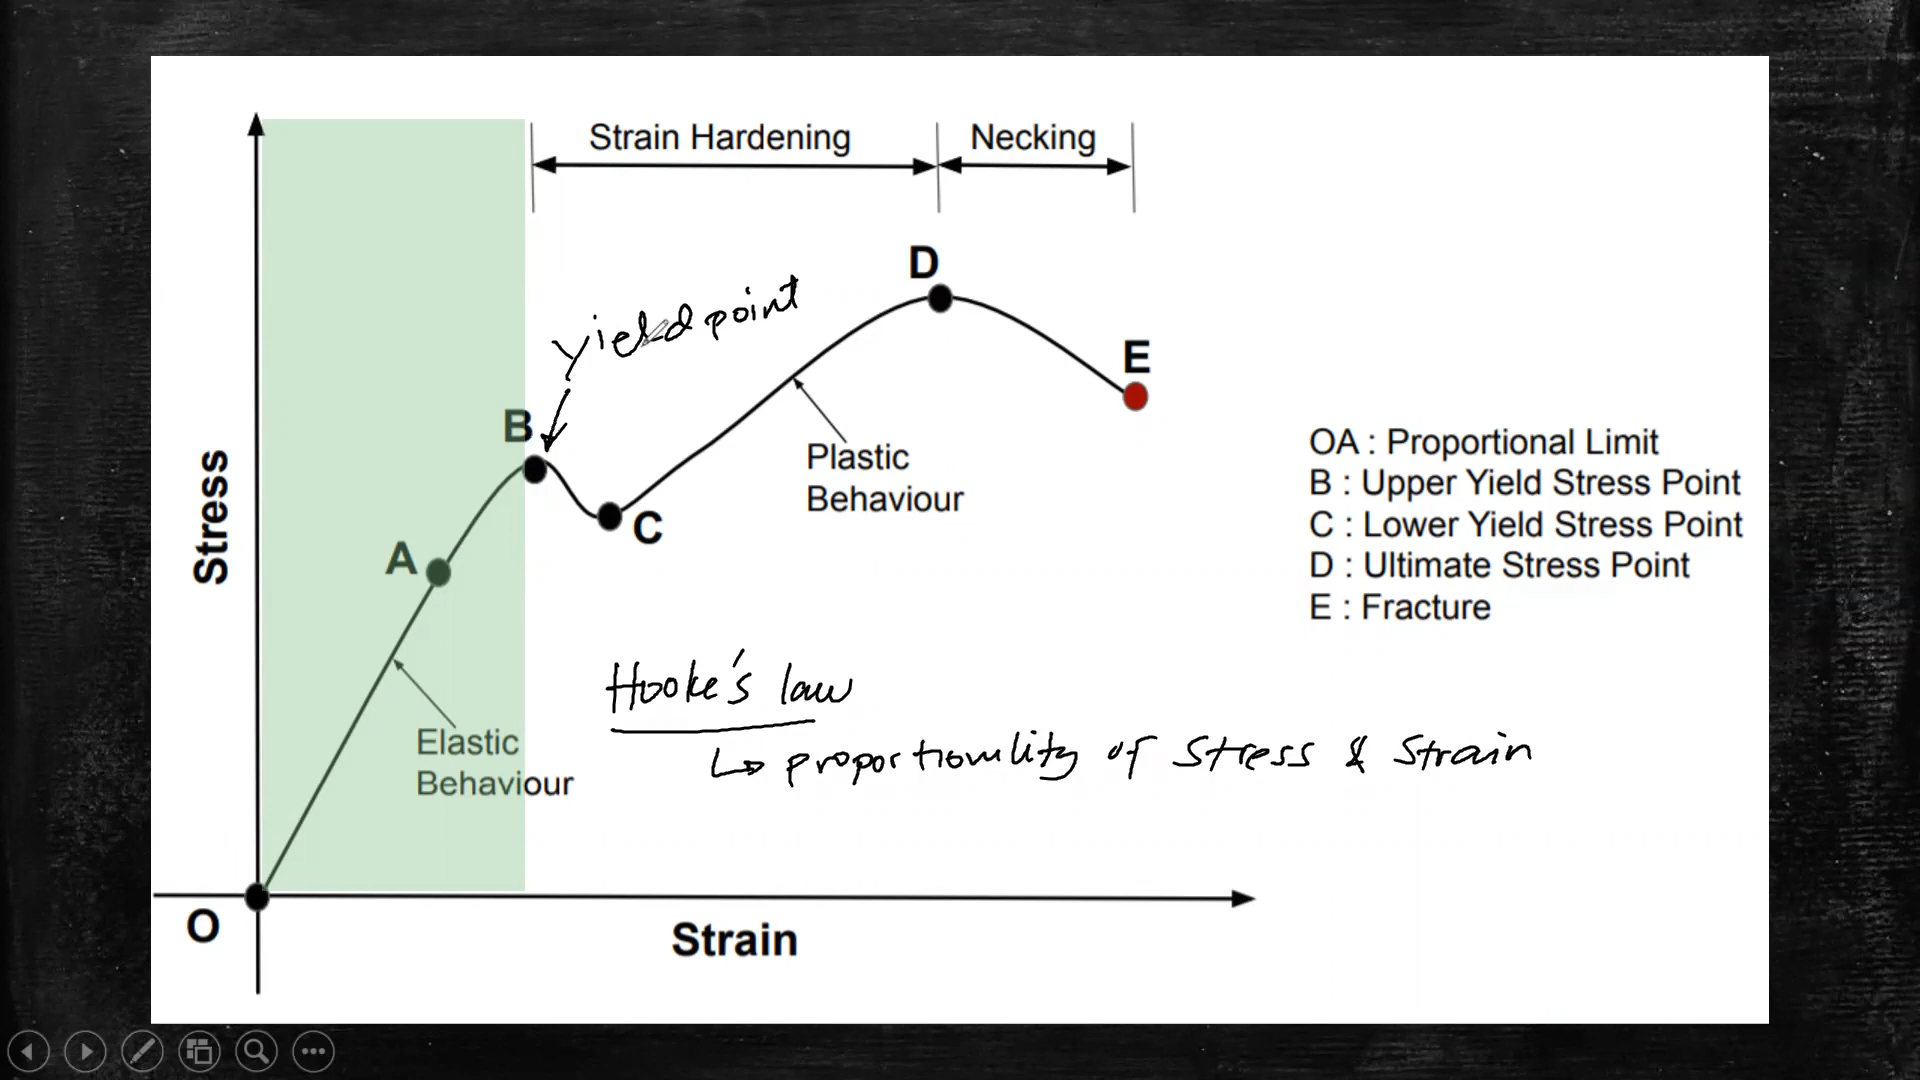 Strain Hardening
Necking
D
yield point
E
B
Stress
Plastic
Behaviour
OA : Proportional Limit
B : Upper Yield Stress Point
C : Lower Yield Stress Point
D : Ultimate Stress Point
E : Fracture
C
A
Hooke's law
Elastic
Behaviour
↳ proportionality of stress & strain
O
Strain